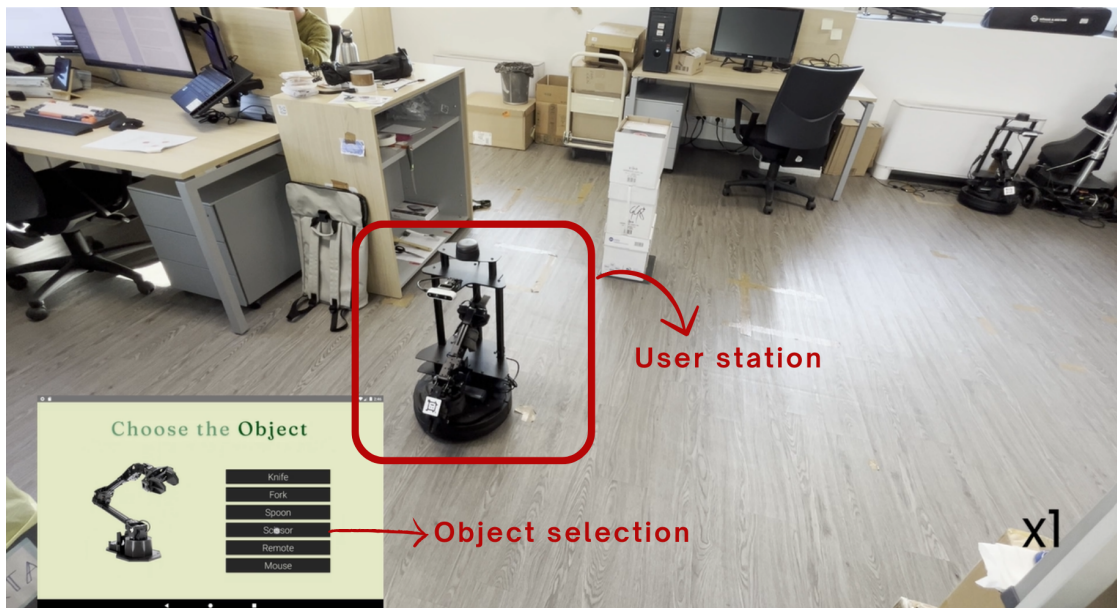 User station
Choose the Object
Knife
Fork
Spoon
Scissor
Remote
Mouse
Object selection
x1